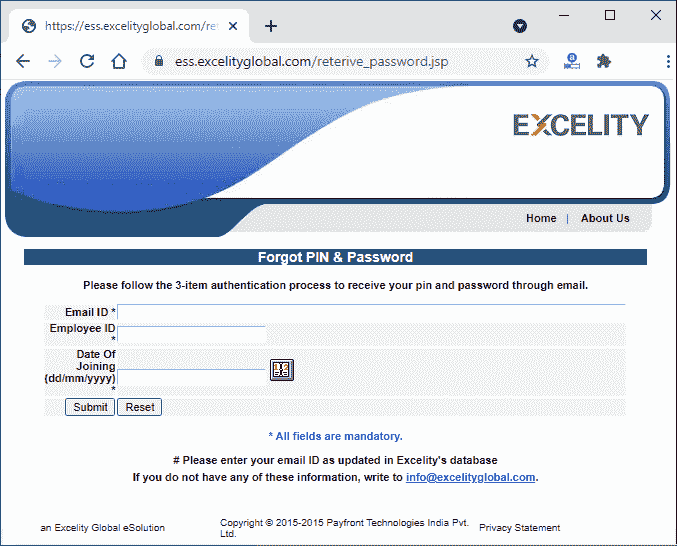 https://ess.excelityglobal.com/ret
ess.excelityglobal.com/reterive_password.jsp
EXCELITY
Home | About Us
Forgot PIN & Password
Please follow the 3-item authentication process to receive your pin and password through email.
Email ID *
Employee ID
*
Date Of
Joining
(dd/mm/yyyy)
*
Submit Reset
* All fields are mandatory.
# Please enter your email ID as updated in Excelity's database
If you do not have any of these information, write to info@excelityglobal.com.
an Excelity Global eSolution
Copyright © 2015-2015 Payfront Technologies India Pvt.
Ltd.
Privacy Statement